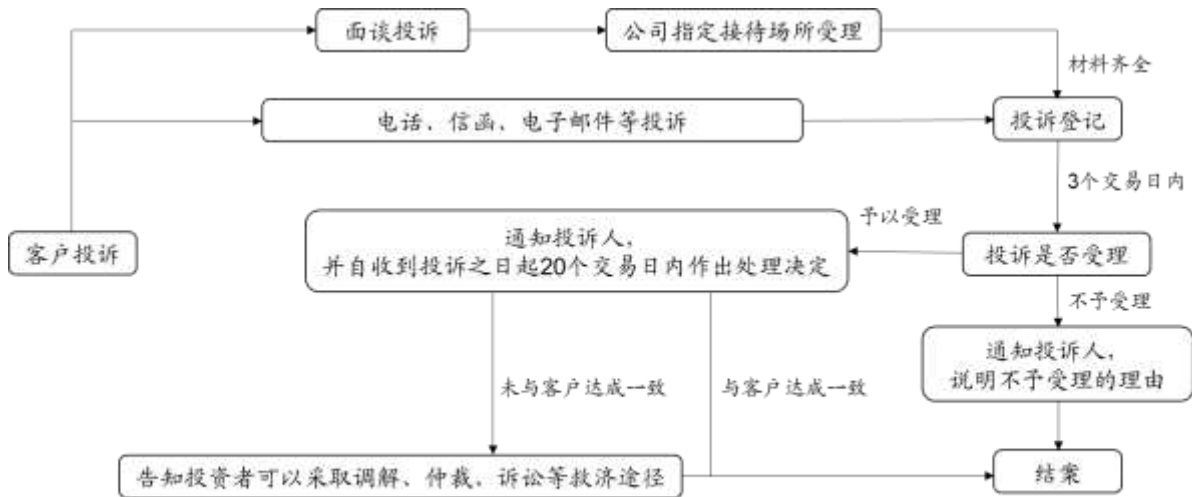 面谈投诉
公司指定接待场所受理
材料齐全
电话、信函、电子邮件等投诉
投诉登记
3个交易日内
客户投诉
通知投诉人，
并自收到投诉之日起20个交易日内作出处理决定
予以受理
投诉是否受理
不予受理
通知投诉人，
说明不予受理的理由
未与客户达成一致
与客户达成一致
告知投资者可以采取调解、仲裁、诉讼等救济途径
结案